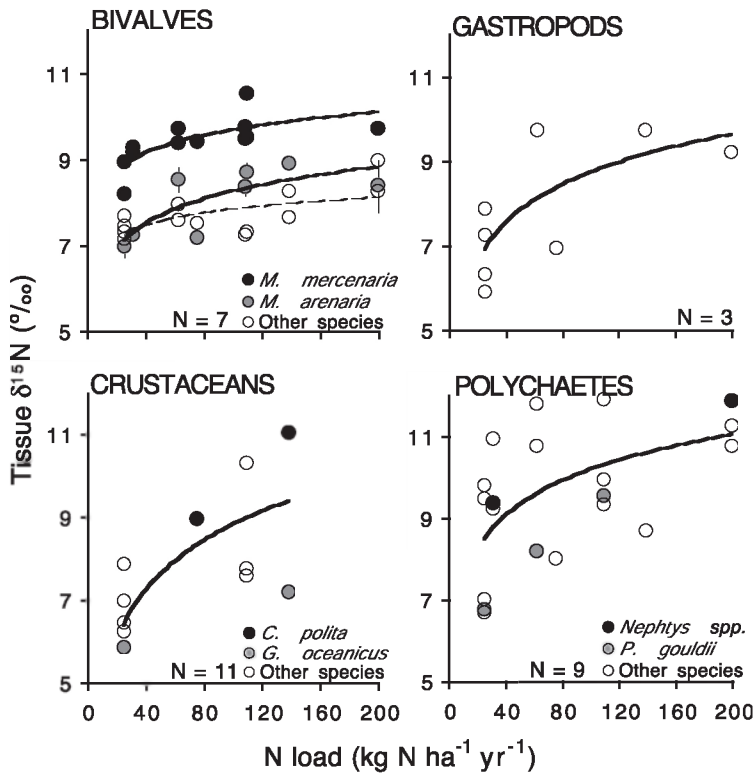 BIVALVES
11
9
7
5
M. mercenaria
M. arenaria
N = 7
Other species
GASTROPODS
11
9
7
5
N = 3
Tissue δ¹⁵N (º/oo)
CRUSTACEANS
11
9
7
5
C. polita
G. oceanicus
N = 11
Other species
0 40 80 120 160 200
POLYCHAETES
11
9
7
5
Nephtys spp.
P. gouldii
N = 9
Other species
0 40 80 120 160 200
N load (kg N ha⁻¹ yr⁻¹)